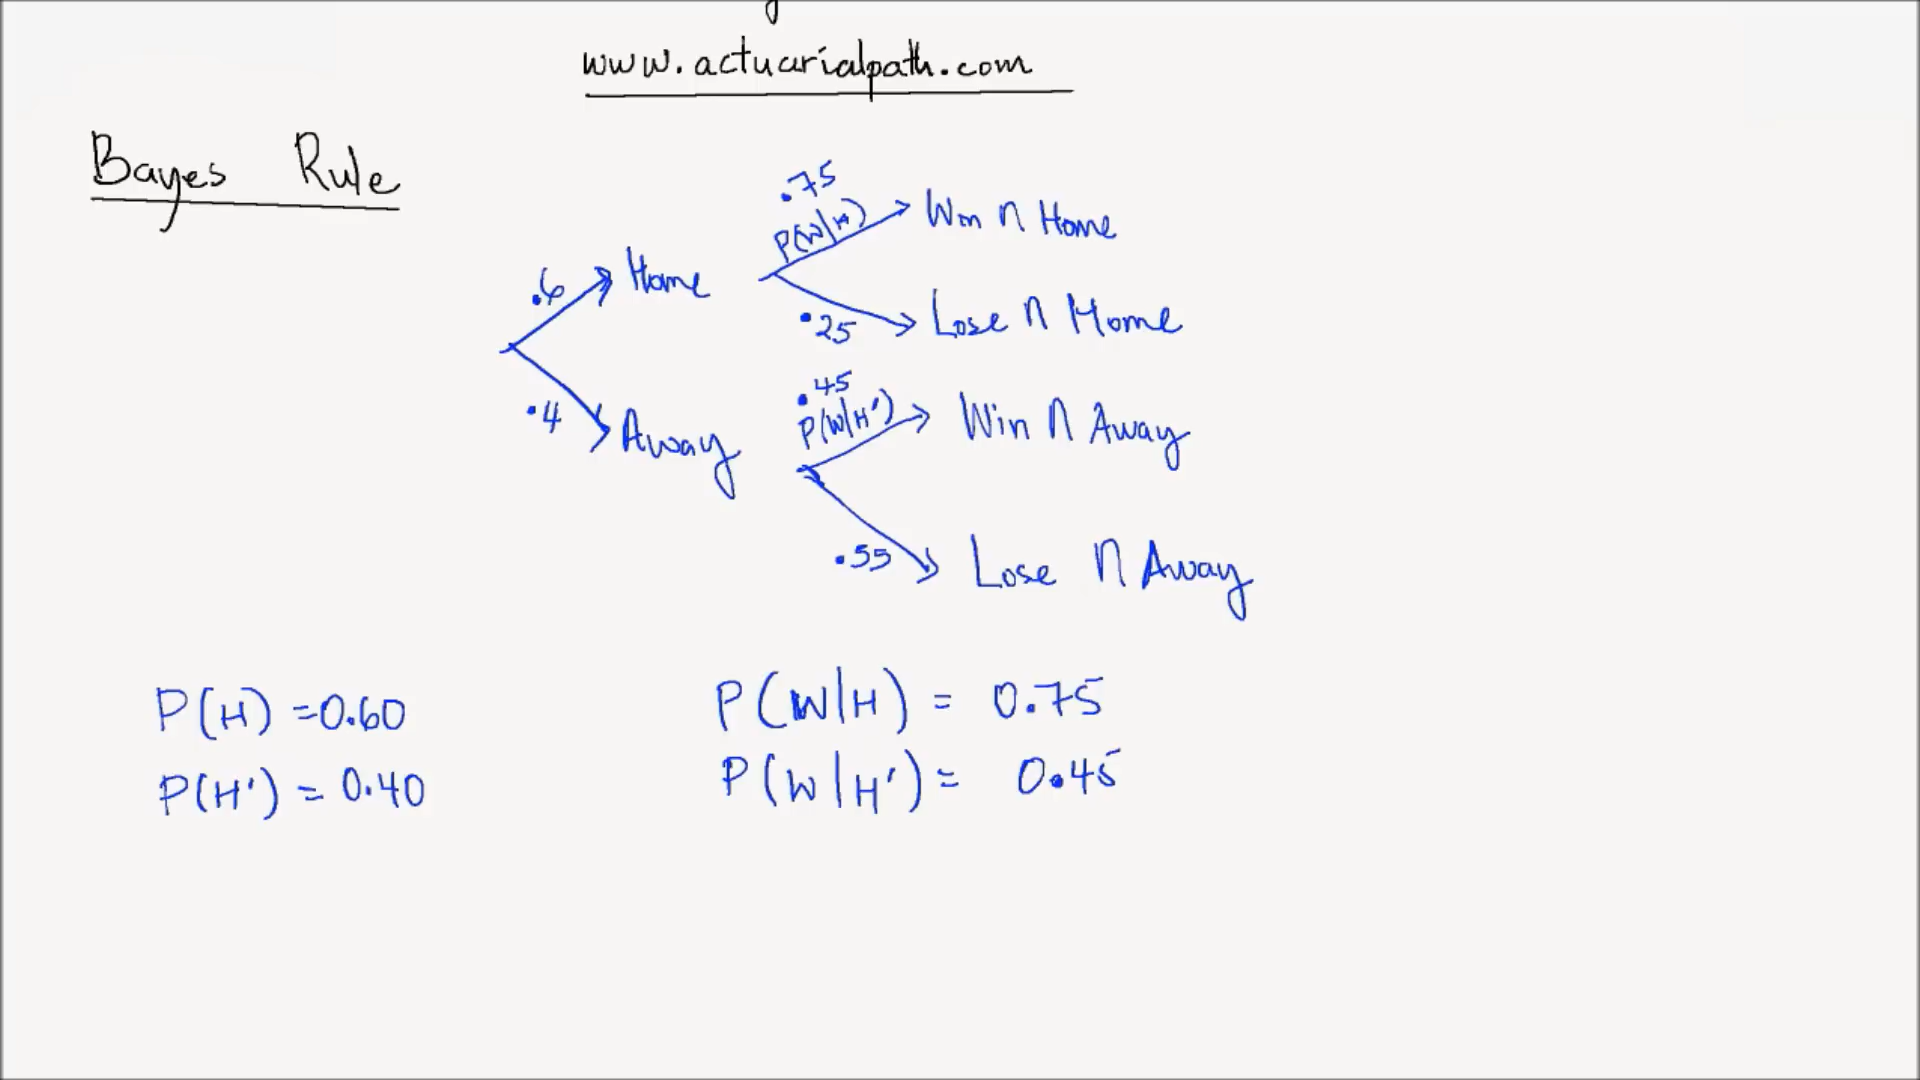 www.actuarialpath.com
Bayes Rule
.75
P(W|H)
Win ∩ Home
.6
Home
.25
Lose ∩ Home
.4
Away
.45
P(W|H')
Win ∩ Away
.55
Lose ∩ Away
P(H) =0.60
P(W|H) = 0.75
P(H') = 0.40
P(W|H') = 0.45